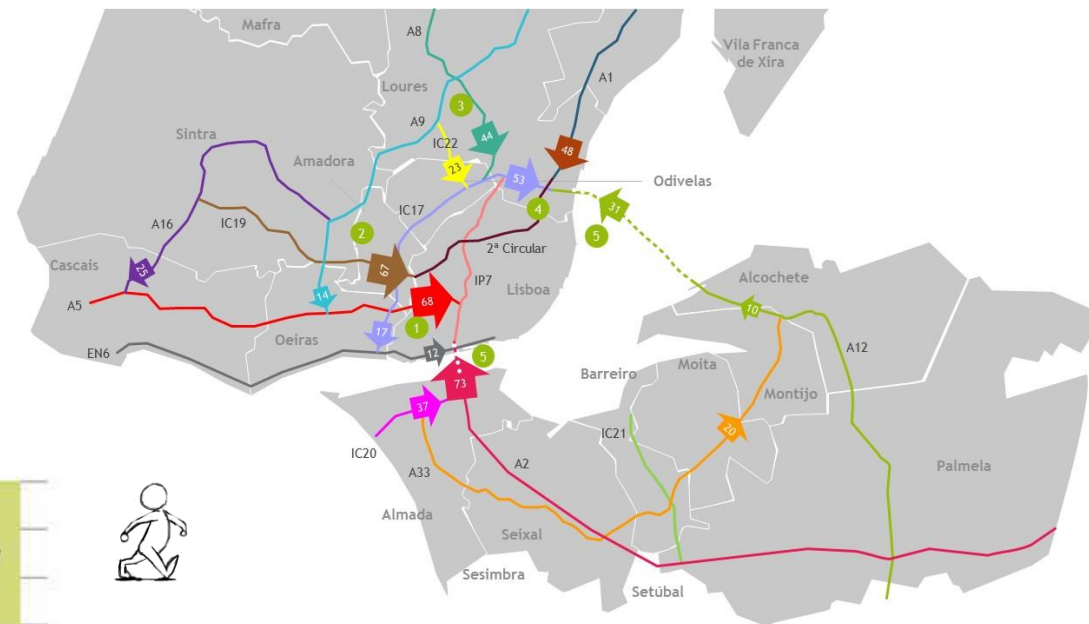 Mafra
A8
Vila Franca
de Xira
A1
Loures
3
A9
44
Sintra
IC22
48
Amadora
23
53
Odivelas
IC17
4
31
A16
IC19
2
5
2ª Circular
Cascais
25
67
Alcochete
IP7
Lisboa
A5
14
68
10
1
17
Oeiras
EN6
12
5
A12
Barreiro
Moita
73
Montijo
37
IC21
20
IC20
A33
A2
Palmela
Almada
Seixal
Sesimbra
Setúbal